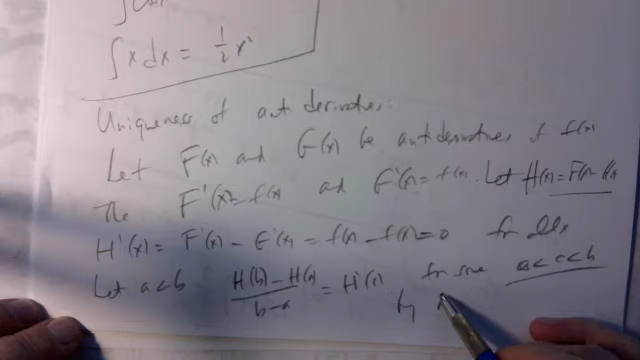 ∫x dx = ½x²
Uniqueness of antiderivatives:
Let F(x) and G(x) be antiderivatives of f(x)
The F'(x)=f(x) and G'(x)=f(x). Let H(x)=F(x)-G(x)
H'(x) = F'(x) - G'(x) = f(x) - f(x) = 0 for all x
Let a<b (H(b)-H(a))/(b-a) = H'(c) for some a<c<b
by